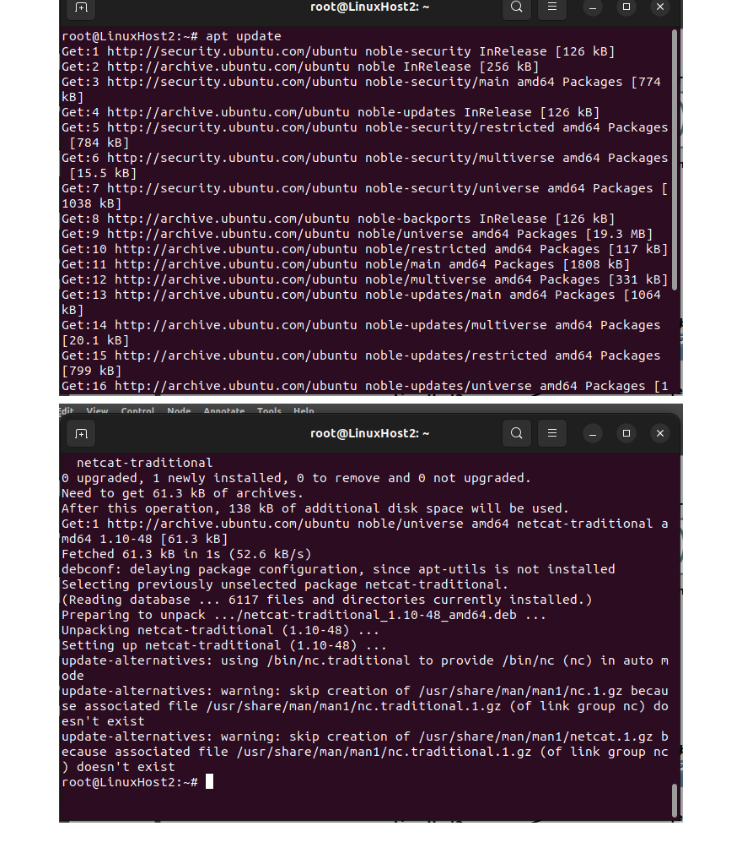 root@LinuxHost2: ~
root@LinuxHost2:~# apt update
Get:1 http://security.ubuntu.com/ubuntu noble-security InRelease [126 kB]
Get:2 http://archive.ubuntu.com/ubuntu noble InRelease [256 kB]
Get:3 http://security.ubuntu.com/ubuntu noble-security/main amd64 Packages [774
kB]
Get:4 http://archive.ubuntu.com/ubuntu noble-updates InRelease [126 kB]
Get:5 http://security.ubuntu.com/ubuntu noble-security/restricted amd64 Packages
[784 kB]
Get:6 http://security.ubuntu.com/ubuntu noble-security/multiverse amd64 Packages
[15.5 kB]
Get:7 http://security.ubuntu.com/ubuntu noble-security/universe amd64 Packages [
1038 kB]
Get:8 http://archive.ubuntu.com/ubuntu noble-backports InRelease [126 kB]
Get:9 http://archive.ubuntu.com/ubuntu noble/universe amd64 Packages [19.3 MB]
Get:10 http://archive.ubuntu.com/ubuntu noble/restricted amd64 Packages [117 kB]
Get:11 http://archive.ubuntu.com/ubuntu noble/main amd64 Packages [1808 kB]
Get:12 http://archive.ubuntu.com/ubuntu noble/multiverse amd64 Packages [331 kB]
Get:13 http://archive.ubuntu.com/ubuntu noble-updates/main amd64 Packages [1064
kB]
Get:14 http://archive.ubuntu.com/ubuntu noble-updates/multiverse amd64 Packages
[20.1 kB]
Get:15 http://archive.ubuntu.com/ubuntu noble-updates/restricted amd64 Packages
[799 kB]
Get:16 http://archive.ubuntu.com/ubuntu noble-updates/universe amd64 Packages [1
Edit View Control Node Annotate Tools Help
root@LinuxHost2: ~
netcat-traditional
0 upgraded, 1 newly installed, 0 to remove and 0 not upgraded.
Need to get 61.3 kB of archives.
After this operation, 138 kB of additional disk space will be used.
Get:1 http://archive.ubuntu.com/ubuntu noble/universe amd64 netcat-traditional a
md64 1.10-48 [61.3 kB]
Fetched 61.3 kB in 1s (52.6 kB/s)
debconf: delaying package configuration, since apt-utils is not installed
Selecting previously unselected package netcat-traditional.
(Reading database ... 6117 files and directories currently installed.)
Preparing to unpack .../netcat-traditional_1.10-48_amd64.deb ...
Unpacking netcat-traditional (1.10-48) ...
Setting up netcat-traditional (1.10-48) ...
update-alternatives: using /bin/nc.traditional to provide /bin/nc (nc) in auto m
ode
update-alternatives: warning: skip creation of /usr/share/man/man1/nc.1.gz becau
se associated file /usr/share/man/man1/nc.traditional.1.gz (of link group nc) do
esn't exist
update-alternatives: warning: skip creation of /usr/share/man/man1/netcat.1.gz b
ecause associated file /usr/share/man/man1/nc.traditional.1.gz (of link group nc
) doesn't exist
root@LinuxHost2:~#